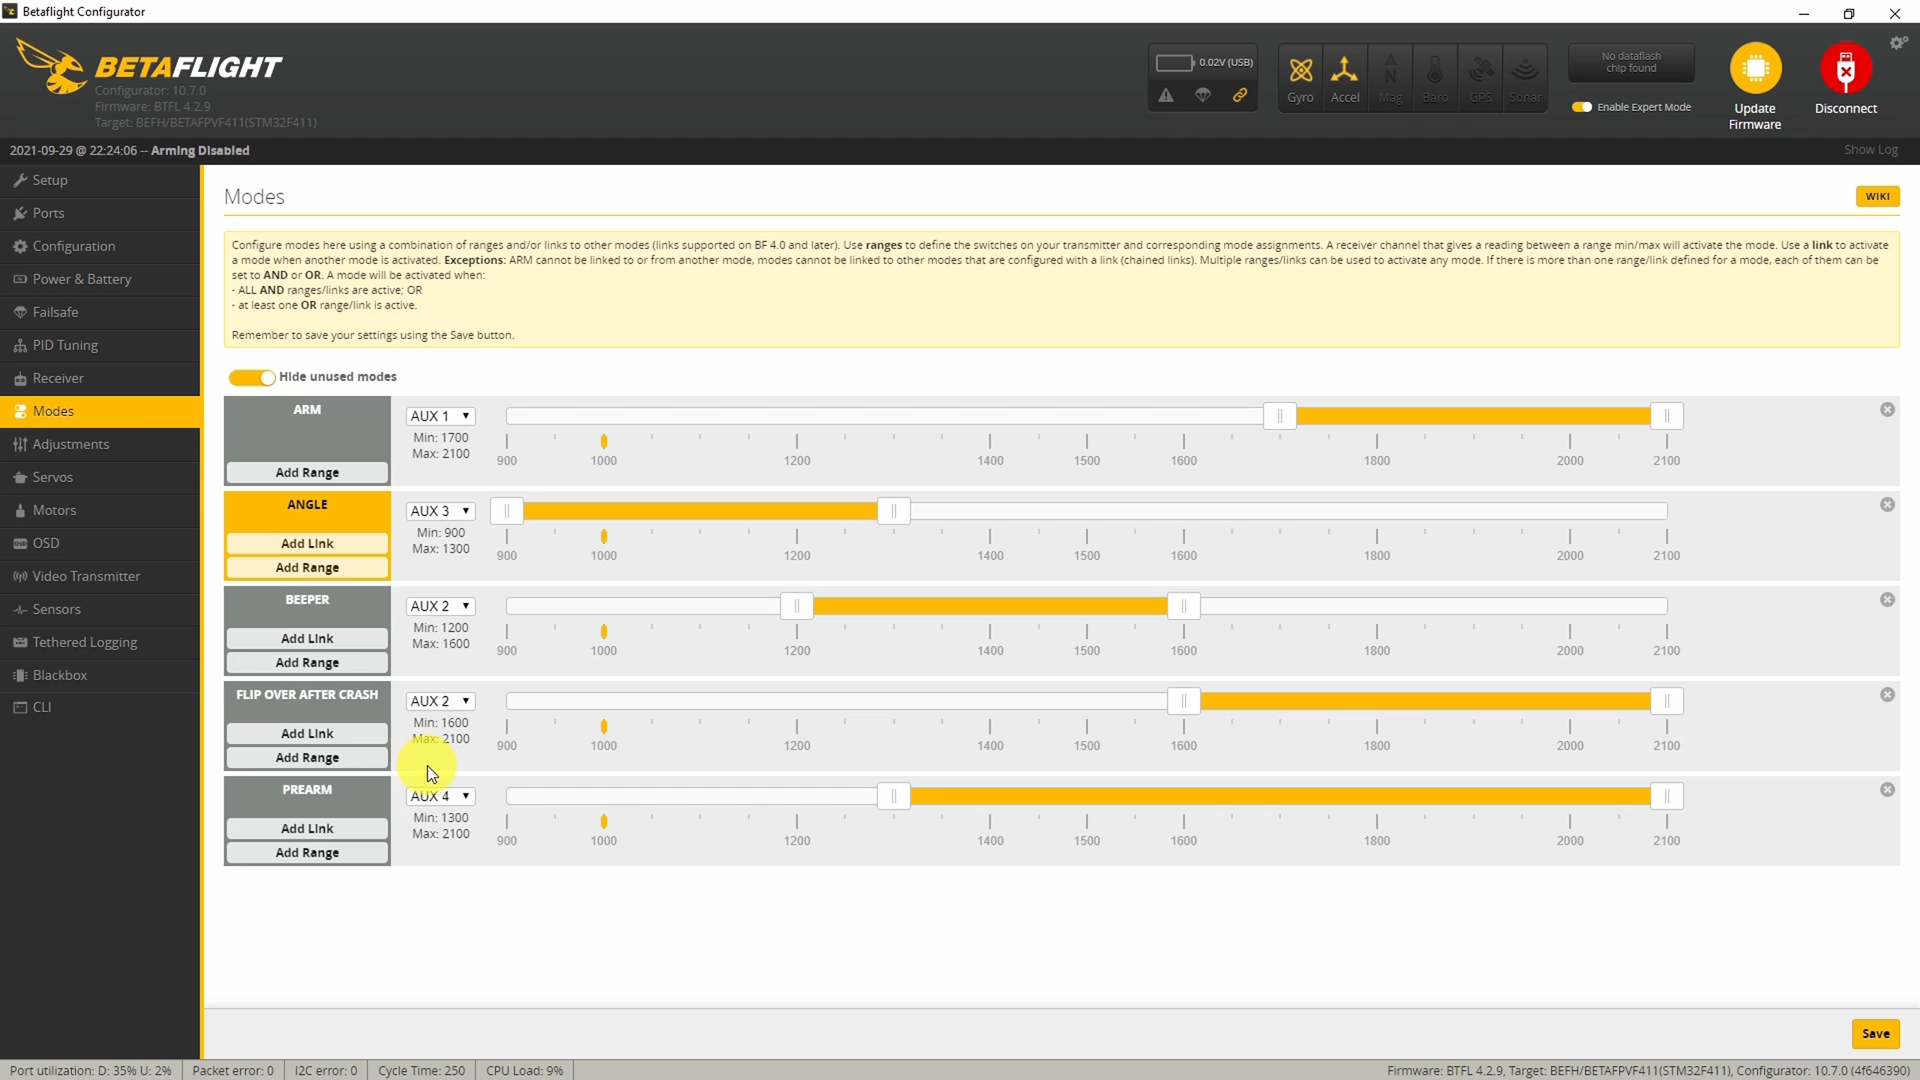 Betaflight Configurator
BETAFLIGHT
Configurator: 10.7.0
Firmware: BTFL 4.2.9
Target: BEFH/BETAFPVF411(STM32F411)
0.02V (USB)
Gyro
Accel
Mag
Baro
GPS
Sonar
No dataflash
chip found
Enable Expert Mode
Update
Firmware
Disconnect
2021-09-29 @ 22:24:06 -- Arming Disabled
Show Log
Setup
Ports
Configuration
Power & Battery
Failsafe
PID Tuning
Receiver
Modes
Adjustments
Servos
Motors
OSD
Video Transmitter
Sensors
Tethered Logging
Blackbox
CLI
Modes
WIKI
Configure modes here using a combination of ranges and/or links to other modes (links supported on BF 4.0 and later). Use ranges to define the switches on your transmitter and corresponding mode assignments. A receiver channel that gives a reading between a range min/max will activate the mode. Use a link to activate
a mode when another mode is activated. Exceptions: ARM cannot be linked to or from another mode, modes cannot be linked to other modes that are configured with a link (chained links). Multiple ranges/links can be used to activate any mode. If there is more than one range/link defined for a mode, each of them can be
set to AND or OR. A mode will be activated when:
- ALL AND ranges/links are active; OR
- at least one OR range/link is active.
Remember to save your settings using the Save button.
Hide unused modes
ARM
Add Range
AUX 1
Min: 1700
Max: 2100
900 1000 1200 1400 1500 1600 1800 2000 2100
ANGLE
Add Link
Add Range
AUX 3
Min: 900
Max: 1300
900 1000 1200 1400 1500 1600 1800 2000 2100
BEEPER
Add Link
Add Range
AUX 2
Min: 1200
Max: 1600
900 1000 1200 1400 1500 1600 1800 2000 2100
FLIP OVER AFTER CRASH
Add Link
Add Range
AUX 2
Min: 1600
Max: 2100
900 1000 1200 1400 1500 1600 1800 2000 2100
PREARM
Add Link
Add Range
AUX 4
Min: 1300
Max: 2100
900 1000 1200 1400 1500 1600 1800 2000 2100
Save
Port utilization: D: 35% U: 2%
Packet error: 0
I2C error: 0
Cycle Time: 250
CPU Load: 9%
Firmware: BTFL 4.2.9, Target: BEFH/BETAFPVF411(STM32F411), Configurator: 10.7.0 (4f646390)